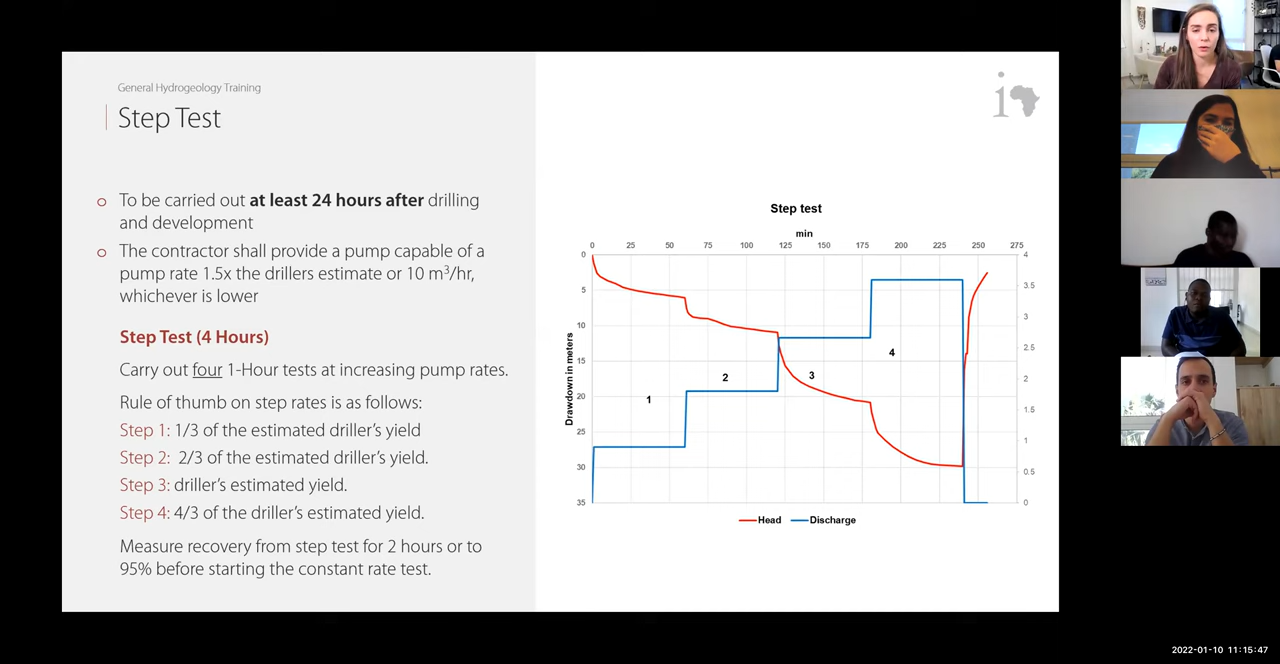 General Hydrogeology Training
Step Test
i
To be carried out at least 24 hours after drilling
and development
The contractor shall provide a pump capable of a
pump rate 1.5x the drillers estimate or 10 m³/hr,
whichever is lower
Step Test (4 Hours)
Carry out four 1-Hour tests at increasing pump rates.
Rule of thumb on step rates is as follows:
Step 1: 1/3 of the estimated driller's yield
Step 2: 2/3 of the estimated driller's yield.
Step 3: driller's estimated yield.
Step 4: 4/3 of the driller's estimated yield.
Measure recovery from step test for 2 hours or to
95% before starting the constant rate test.
Step test
min
0 25 50 75 100 125 150 175 200 225 250 275
Drawdown in meters
0
5
10
15
20
25
30
35
4
3.5
3
2.5
2
1.5
1
0.5
0
1
2
3
4
Head Discharge
2022-01-10 11:15:47